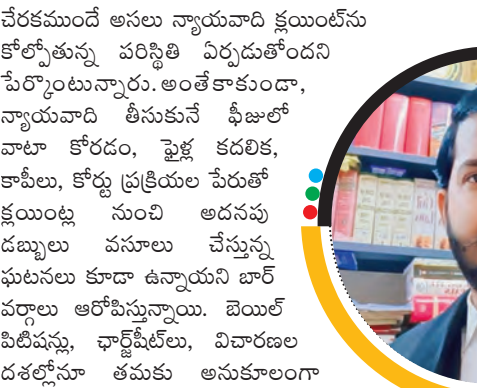 చేరకముందే అసలు న్యాయవాది క్లయింట్‌ను
కోల్పోతున్న పరిస్థితి ఏర్పడుతోందని
పేర్కొంటున్నారు. అంతేకాకుండా,
న్యాయవాది తీసుకునే ఫీజులో
వాటా కోరడం, ఫైళ్ల కదలిక,
కాపీలు, కోర్టు ప్రక్రియల పేరుతో
క్లయింట్ల నుంచి అదనపు
డబ్బులు వసూలు చేస్తున్న
ఘటనలు కూడా ఉన్నాయని బార్
వర్గాలు ఆరోపిస్తున్నాయి. బెయిల్
పిటిషన్లు, ఛార్జ్‌షీట్‌లు, విచారణల
దశల్లోనూ తమకు అనుకూలంగా